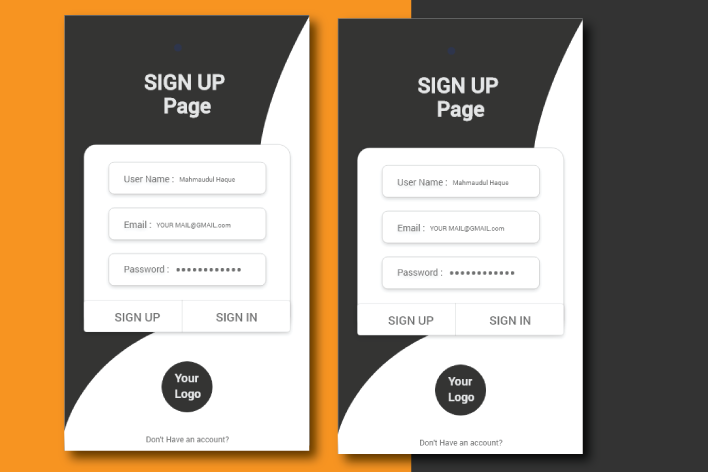 SIGN UP
Page
User Name : Mahmaudul Haque
Email : YOUR MAIL@GMAIL.com
Password : ●●●●●●●●●●●●
SIGN UP SIGN IN
Your
Logo
Don't Have an account?
SIGN UP
Page
User Name : Mahmaudul Haque
Email : YOUR MAIL@GMAIL.com
Password : ●●●●●●●●●●●●
SIGN UP SIGN IN
Your
Logo
Don't Have an account?